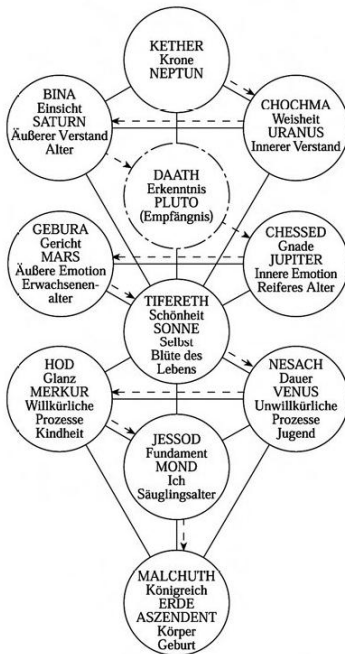 KETHER
Krone
NEPTUN
BINA
Einsicht
SATURN
Äußerer Verstand
Alter
CHOCHMA
Weisheit
URANUS
Innerer Verstand
DAATH
Erkenntnis
PLUTO
(Empfängnis)
GEBURA
Gericht
MARS
Äußere Emotion
Erwachsenen-
alter
CHESSED
Gnade
JUPITER
Innere Emotion
Reiferes Alter
TIFERETH
Schönheit
SONNE
Selbst
Blüte des
Lebens
HOD
Glanz
MERKUR
Willkürliche
Prozesse
Kindheit
NESACH
Dauer
VENUS
Unwillkürliche
Prozesse
Jugend
JESSOD
Fundament
MOND
Ich
Säuglingsalter
MALCHUTH
Königreich
ERDE
ASZENDENT
Körper
Geburt